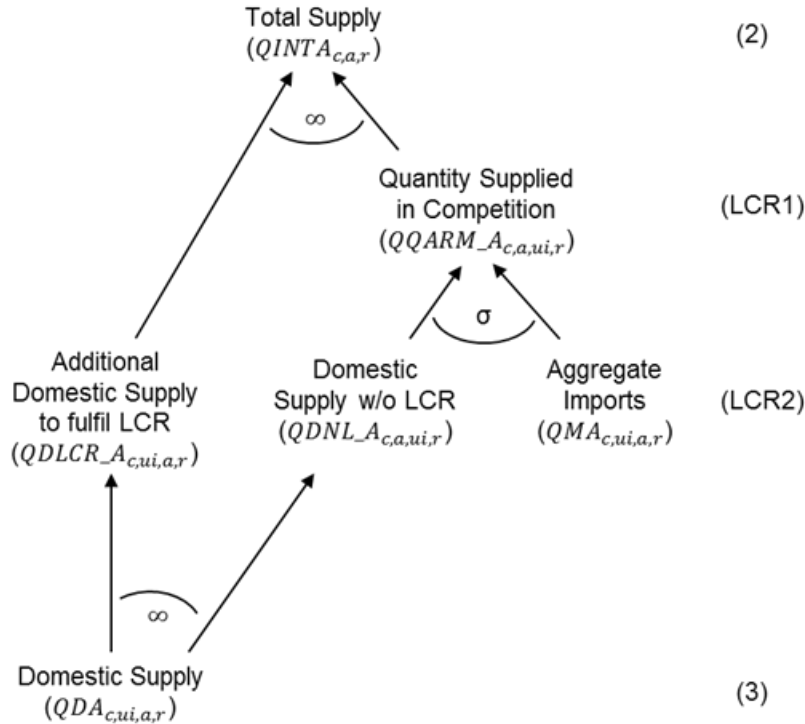 Total Supply
(QINTA_{c,a,r})
(2)
∞
Quantity Supplied
in Competition
(QQARM_A_{c,a,ui,r})
(LCR1)
σ
Additional
Domestic Supply
to fulfil LCR
(QDLCR_A_{c,ui,a,r})
Domestic
Supply w/o LCR
(QDNL_A_{c,a,ui,r})
Aggregate
Imports
(QMA_{c,ui,a,r})
(LCR2)
∞
Domestic Supply
(QDA_{c,ui,a,r})
(3)